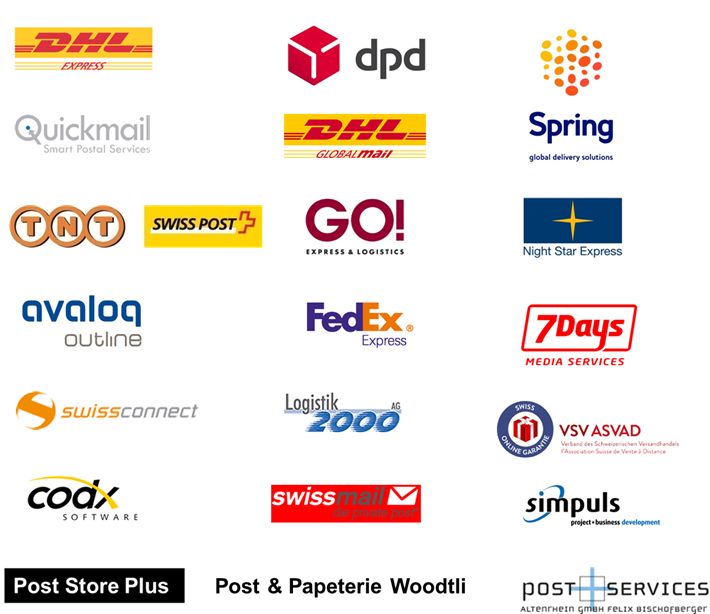 DHL
EXPRESS
dpd
Quickmail
Smart Postal Services
DHL
GLOBALMAIL
Spring
global delivery solutions
TNT
SWISS POST
GO!
EXPRESS & LOGISTICS
Night Star Express
avaloq
outline
FedEx®
Express
7Days
MEDIA SERVICES
swissconnect
Logistik
2000 AG
SWISS
ONLINE GARANTIE
VSV ASVAD
Verband des Schweizerischen Versandhandels
l'Association Suisse de Vente à Distance
codx
SOFTWARE
swissmail
die private post
simpuls
project • business development
Post Store Plus
Post & Papeterie Woodtli
post+SERVICES
ALTENRHEIN GMBH FELIX BISCHOFBERGER